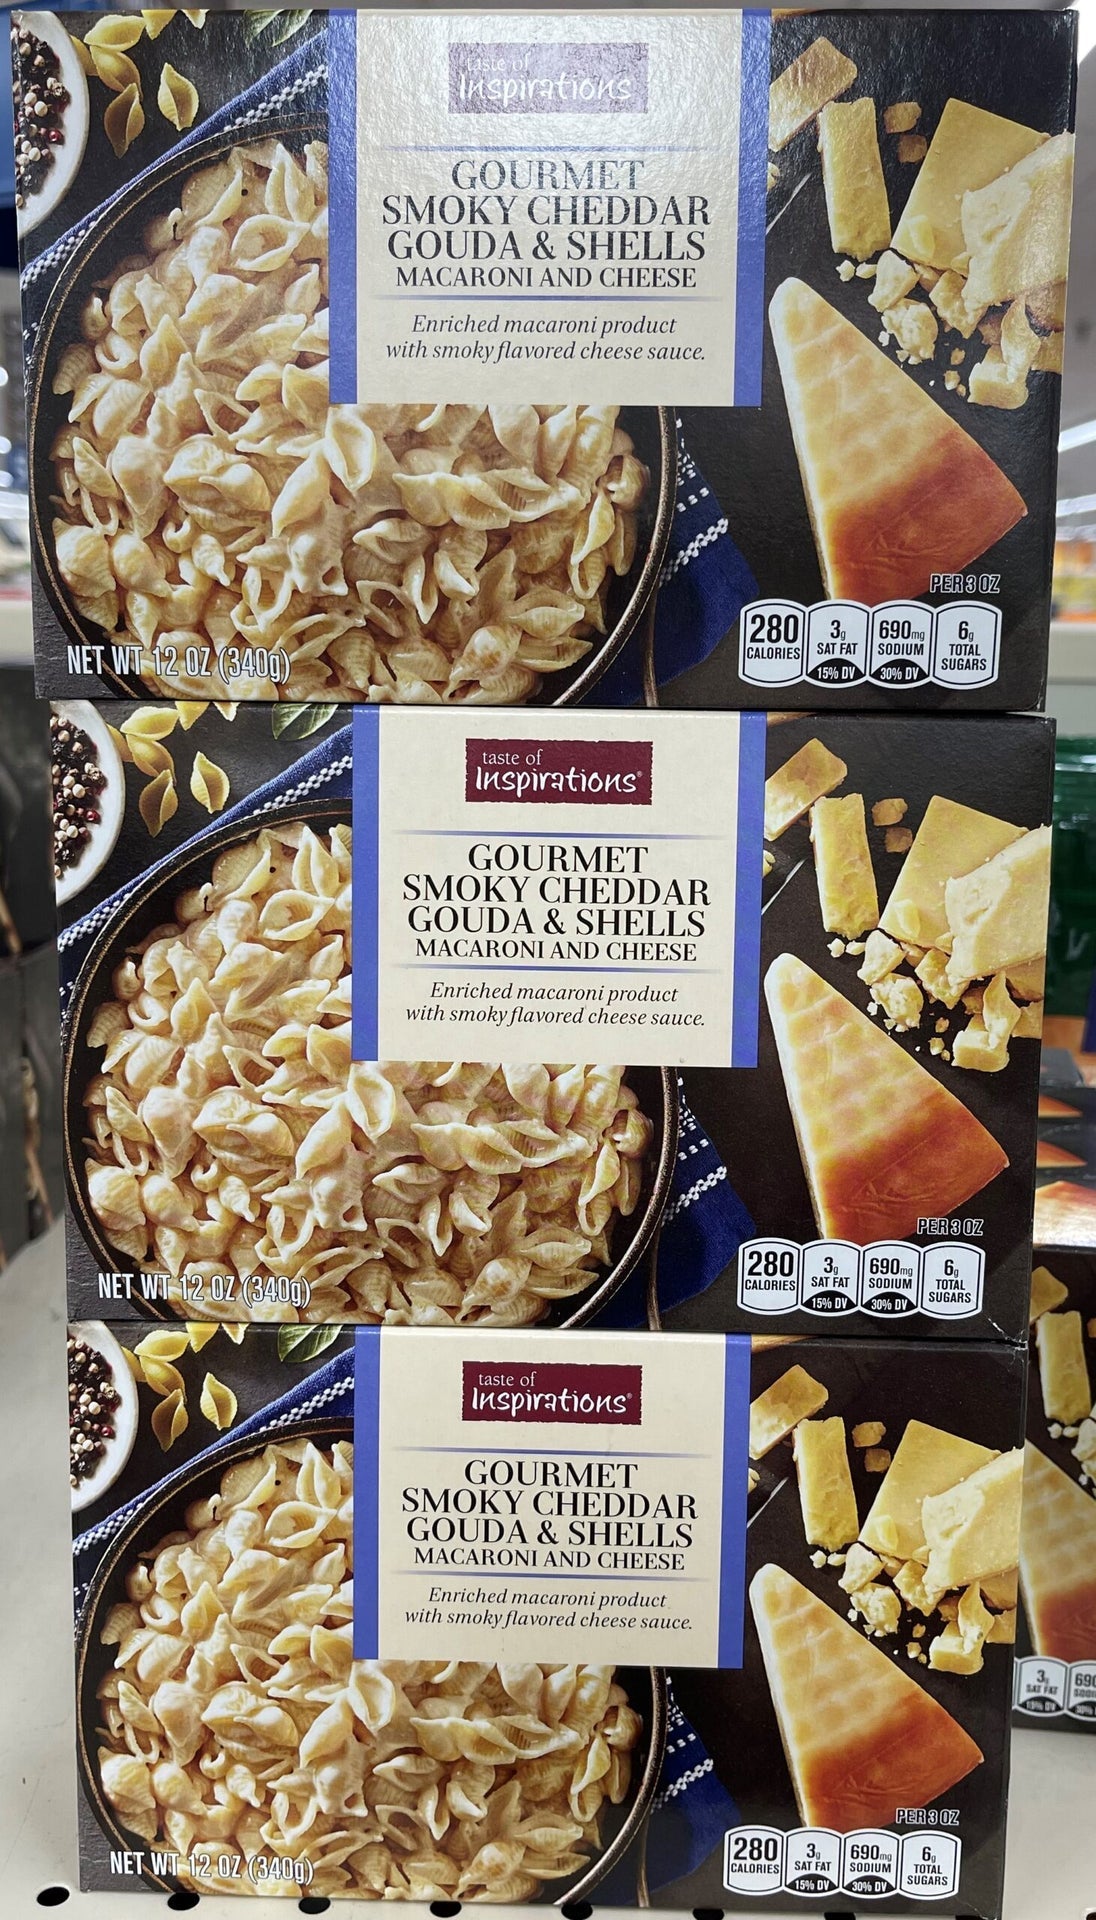 taste of
Inspirations
GOURMET
SMOKY CHEDDAR
GOUDA & SHELLS
MACARONI AND CHEESE
Enriched macaroni product
with smoky flavored cheese sauce.
PER 3 OZ
280 CALORIES
3g SAT FAT 15% DV
690mg SODIUM 30% DV
6g TOTAL SUGARS
NET WT 12 OZ (340g)
taste of
Inspirations®
GOURMET
SMOKY CHEDDAR
GOUDA & SHELLS
MACARONI AND CHEESE
Enriched macaroni product
with smoky flavored cheese sauce.
PER 3 OZ
280 CALORIES
3g SAT FAT 15% DV
690mg SODIUM 30% DV
6g TOTAL SUGARS
NET WT 12 OZ (340g)
taste of
Inspirations®
GOURMET
SMOKY CHEDDAR
GOUDA & SHELLS
MACARONI AND CHEESE
Enriched macaroni product
with smoky flavored cheese sauce.
PER 3 OZ
280 CALORIES
3g SAT FAT 15% DV
690mg SODIUM 30% DV
6g TOTAL SUGARS
NET WT 12 OZ (340g)
3g SAT FAT 15% DV